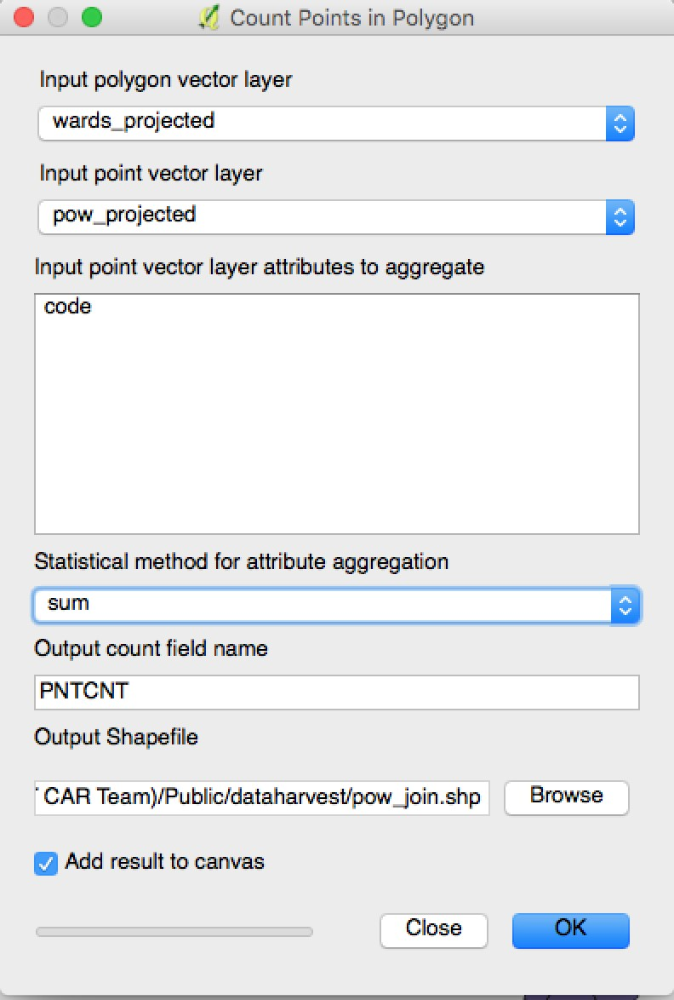 Count Points in Polygon
Input polygon vector layer
wards_projected
Input point vector layer
pow_projected
Input point vector layer attributes to aggregate
code
Statistical method for attribute aggregation
sum
Output count field name
PNTCNT
Output Shapefile
CAR Team)/Public/dataharvest/pow_join.shp
Browse
Add result to canvas
Close
OK